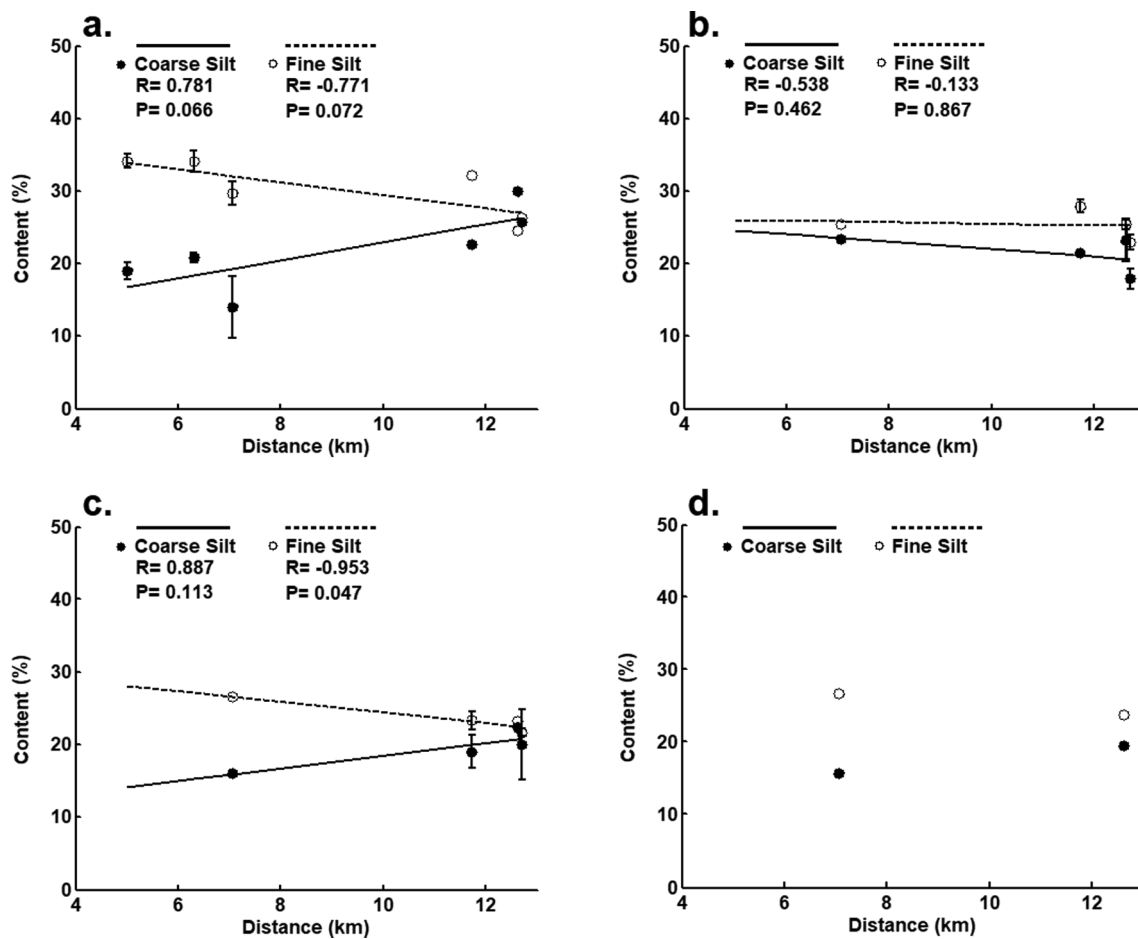 a.
Coarse Silt Fine Silt
R= 0.781 R= -0.771
P= 0.066 P= 0.072
50
40
30
20
10
0
Content (%)
4 6 8 10 12
Distance (km)
b.
Coarse Silt Fine Silt
R= -0.538 R= -0.133
P= 0.462 P= 0.867
50
40
30
20
10
0
Content (%)
4 6 8 10 12
Distance (km)
c.
Coarse Silt Fine Silt
R= 0.887 R= -0.953
P= 0.113 P= 0.047
50
40
30
20
10
0
Content (%)
4 6 8 10 12
Distance (km)
d.
Coarse Silt Fine Silt
50
40
30
20
10
0
Content (%)
4 6 8 10 12
Distance (km)